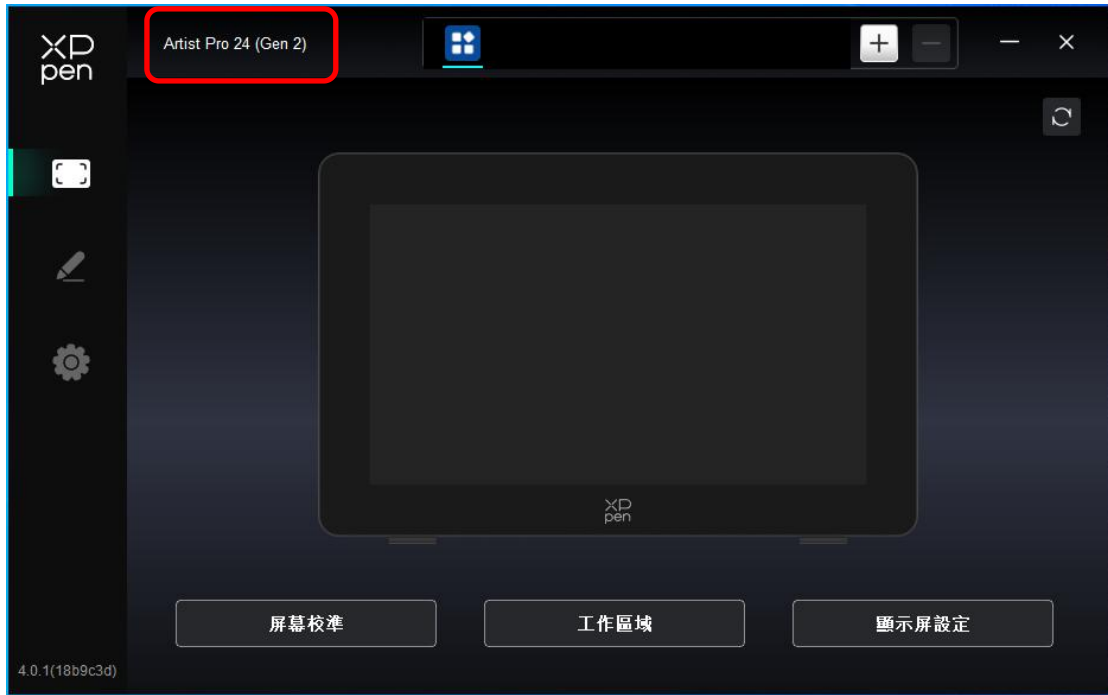 XP
pen
Artist Pro 24 (Gen 2)
XP
pen
屏幕校準
工作區域
顯示屏設定
4.0.1(18b9c3d)